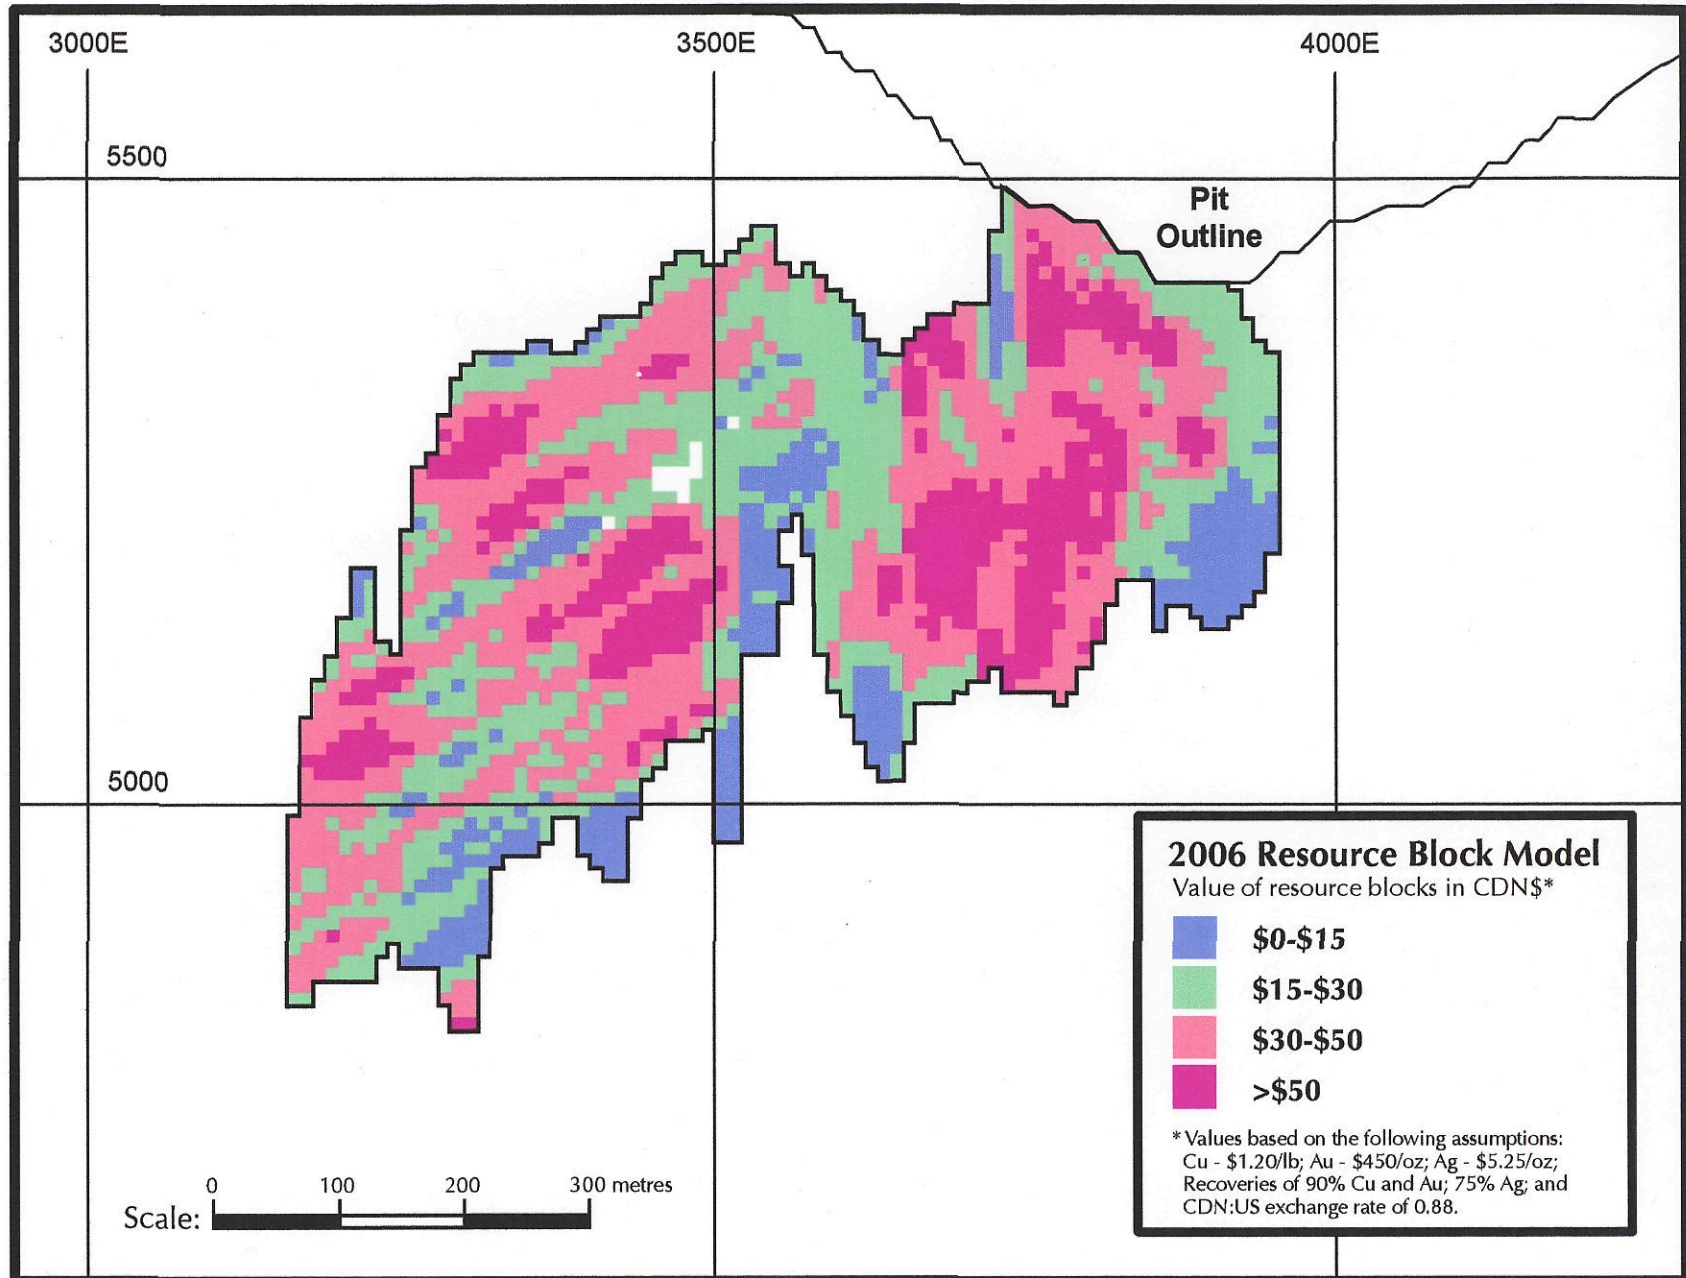 3000E
3500E
4000E
5500
Pit
Outline
5000
2006 Resource Block Model
Value of resource blocks in CDN$*
$0-$15
$15-$30
$30-$50
>$50
* Values based on the following assumptions:
Cu - $1.20/lb; Au - $450/oz; Ag - $5.25/oz;
Recoveries of 90% Cu and Au; 75% Ag; and
CDN:US exchange rate of 0.88.
0 100 200 300 metres
Scale: